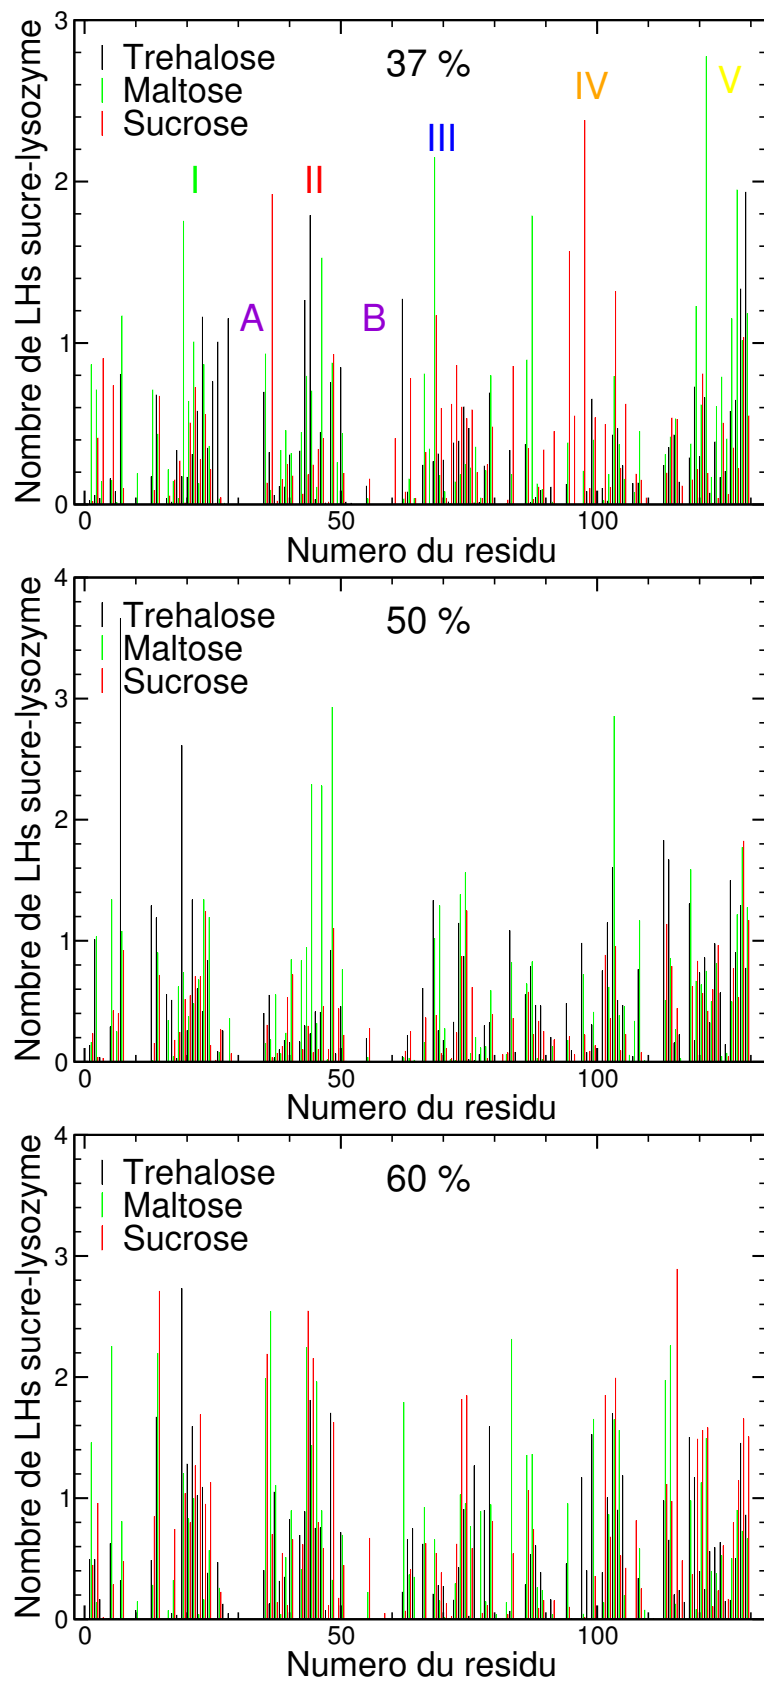 3
Trehalose
37 %
Maltose
Sucrose
IV
V
III
I
II
A
B
2
1
0
Nombre de LHs sucre-lysozyme
0
50
100
Numero du residu
4
Trehalose
50 %
Maltose
Sucrose
3
2
1
0
Nombre de LHs sucre-lysozyme
0
50
100
Numero du residu
4
Trehalose
60 %
Maltose
Sucrose
3
2
1
0
Nombre de LHs sucre-lysozyme
0
50
100
Numero du residu